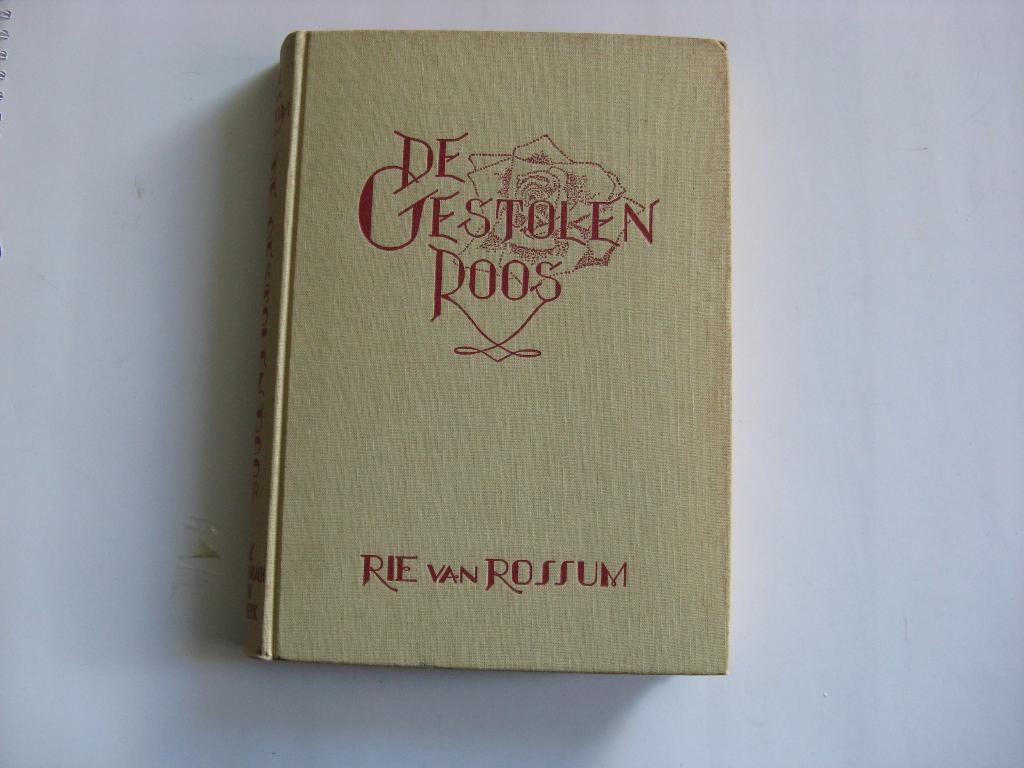 DE
GESTOLEN
ROOS
RIE VAN ROSSUM